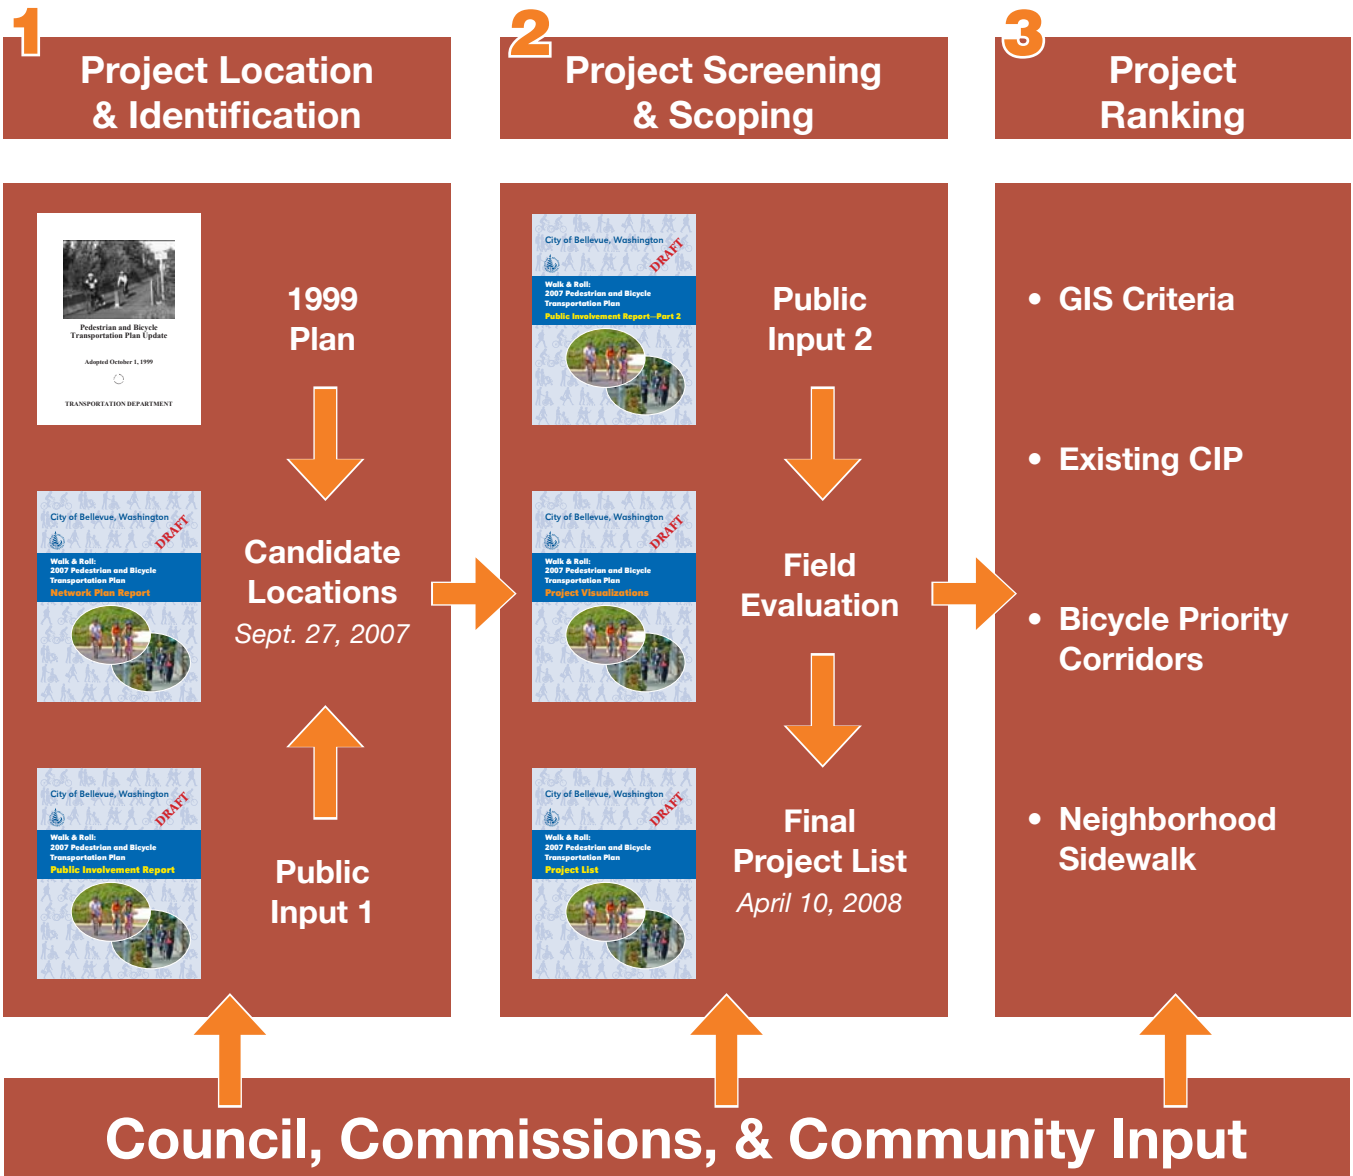 1
Project Location
& Identification
2
Project Screening
& Scoping
3
Project
Ranking
Pedestrian and Bicycle
Transportation Plan Update
Adopted October 1, 1999
TRANSPORTATION DEPARTMENT
1999
Plan
City of Bellevue, Washington
DRAFT
Walk & Roll:
2007 Pedestrian and Bicycle
Transportation Plan
Network Plan Report
Candidate
Locations
Sept. 27, 2007
City of Bellevue, Washington
DRAFT
Walk & Roll:
2007 Pedestrian and Bicycle
Transportation Plan
Public Involvement Report
Public
Input 1
City of Bellevue, Washington
DRAFT
Walk & Roll:
2007 Pedestrian and Bicycle
Transportation Plan
Public Involvement Report—Part 2
Public
Input 2
City of Bellevue, Washington
DRAFT
Walk & Roll:
2007 Pedestrian and Bicycle
Transportation Plan
Project Visualizations
Field
Evaluation
City of Bellevue, Washington
DRAFT
Walk & Roll:
2007 Pedestrian and Bicycle
Transportation Plan
Project List
Final
Project List
April 10, 2008
• GIS Criteria
• Existing CIP
• Bicycle Priority
Corridors
• Neighborhood
Sidewalk
Council, Commissions, & Community Input